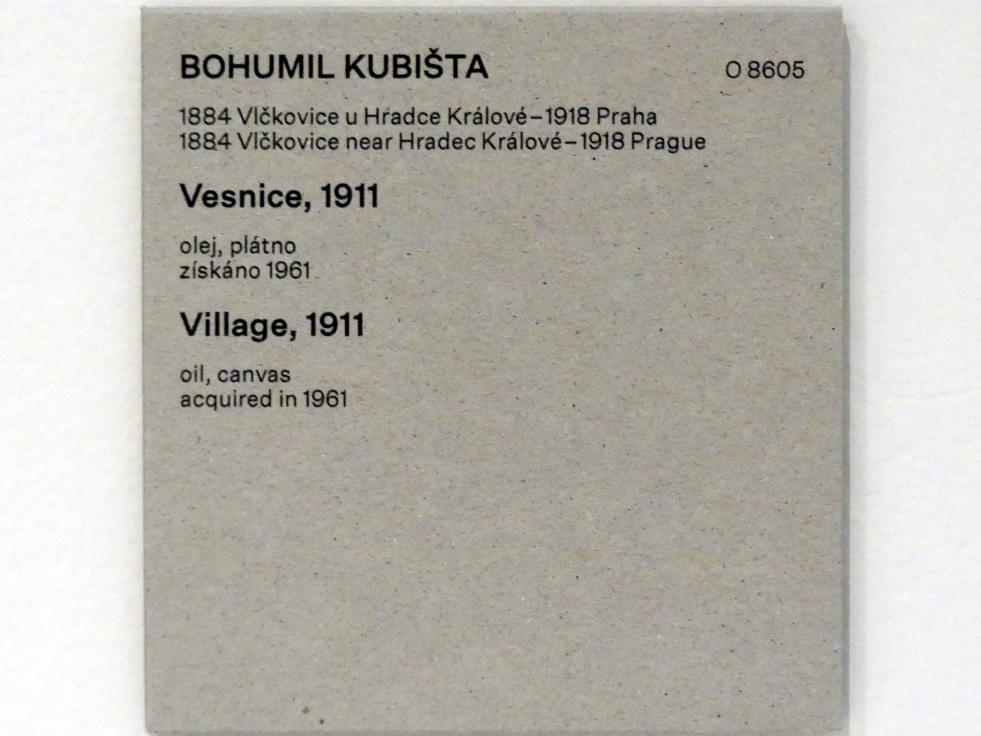 BOHUMIL KUBIŠTA O 8605
1884 Vlčkovice u Hradce Králové–1918 Praha
1884 Vlčkovice near Hradec Králové–1918 Prague
Vesnice, 1911
olej, plátno
získáno 1961
Village, 1911
oil, canvas
acquired in 1961